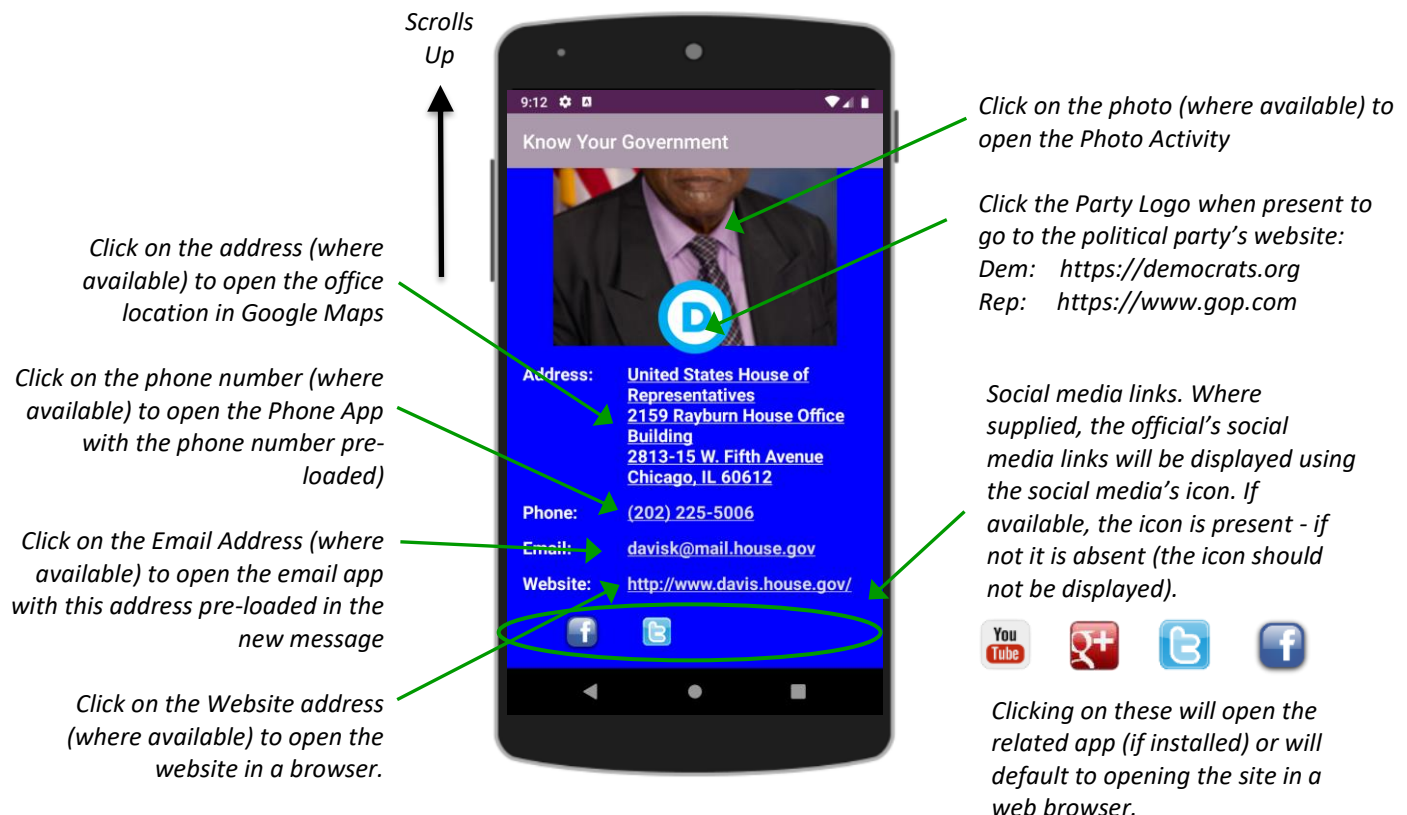 Scrolls
Up
9:12
Know Your Government
Click on the photo (where available) to
open the Photo Activity
Click the Party Logo when present to
go to the political party’s website:
Dem: https://democrats.org
Rep: https://www.gop.com
Click on the address (where
available) to open the office
location in Google Maps
Click on the phone number (where
available) to open the Phone App
with the phone number pre-
loaded)
Click on the Email Address (where
available) to open the email app
with this address pre-loaded in the
new message
Click on the Website address
(where available) to open the
website in a browser.
D
Address: United States House of
Representatives
2159 Rayburn House Office
Building
2813-15 W. Fifth Avenue
Chicago, IL 60612
Phone: (202) 225-5006
Email: davisk@mail.house.gov
Website: http://www.davis.house.gov/
f t
Social media links. Where
supplied, the official’s social
media links will be displayed using
the social media’s icon. If
available, the icon is present - if
not it is absent (the icon should
not be displayed).
You
Tube g+ t f
Clicking on these will open the
related app (if installed) or will
default to opening the site in a
web browser.